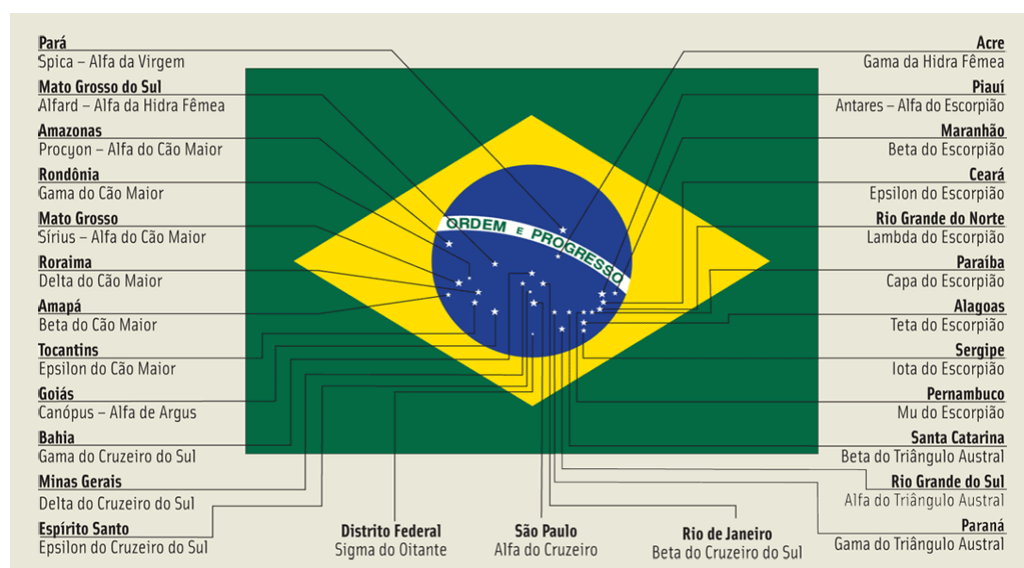 Pará
Spica – Alfa da Virgem
Mato Grosso do Sul
Alfard – Alfa da Hidra Fêmea
Amazonas
Procyon – Alfa do Cão Maior
Rondônia
Gama do Cão Maior
Mato Grosso
Sírius – Alfa do Cão Maior
Roraima
Delta do Cão Maior
Amapá
Beta do Cão Maior
Tocantins
Epsilon do Cão Maior
Goiás
Canópus – Alfa de Argus
Bahia
Gama do Cruzeiro do Sul
Minas Gerais
Delta do Cruzeiro do Sul
Espírito Santo
Epsilon do Cruzeiro do Sul
ORDEM E PROGRESSO
Distrito Federal
Sigma do Oitante
São Paulo
Alfa do Cruzeiro
Rio de Janeiro
Beta do Cruzeiro do Sul
Acre
Gama da Hidra Fêmea
Piauí
Antares – Alfa do Escorpião
Maranhão
Beta do Escorpião
Ceará
Epsilon do Escorpião
Rio Grande do Norte
Lambda do Escorpião
Paraíba
Capa do Escorpião
Alagoas
Teta do Escorpião
Sergipe
Iota do Escorpião
Pernambuco
Mu do Escorpião
Santa Catarina
Beta do Triângulo Austral
Rio Grande do Sul
Alfa do Triângulo Austral
Paraná
Gama do Triângulo Austral